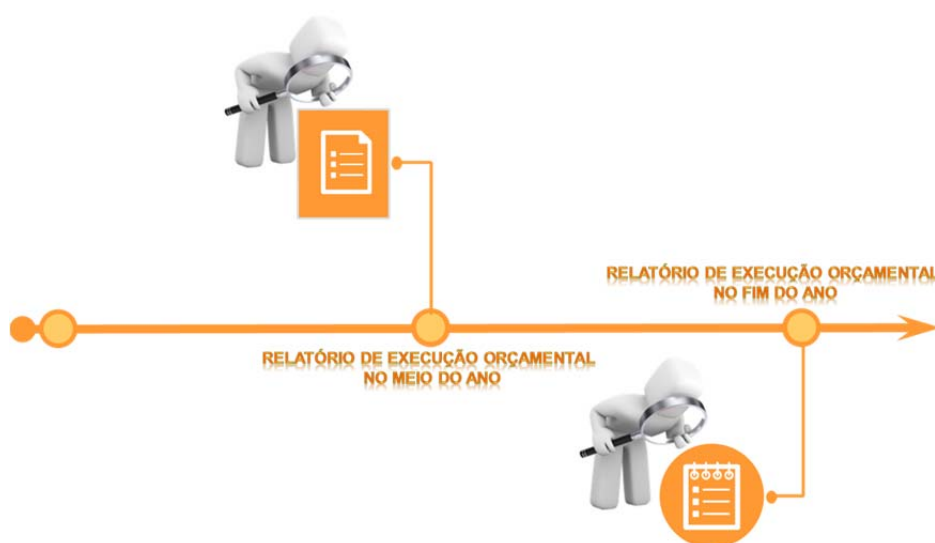 RELATÓRIO DE EXECUÇÃO ORÇAMENTAL
NO FIM DO ANO
RELATÓRIO DE EXECUÇÃO ORÇAMENTAL
NO MEIO DO ANO